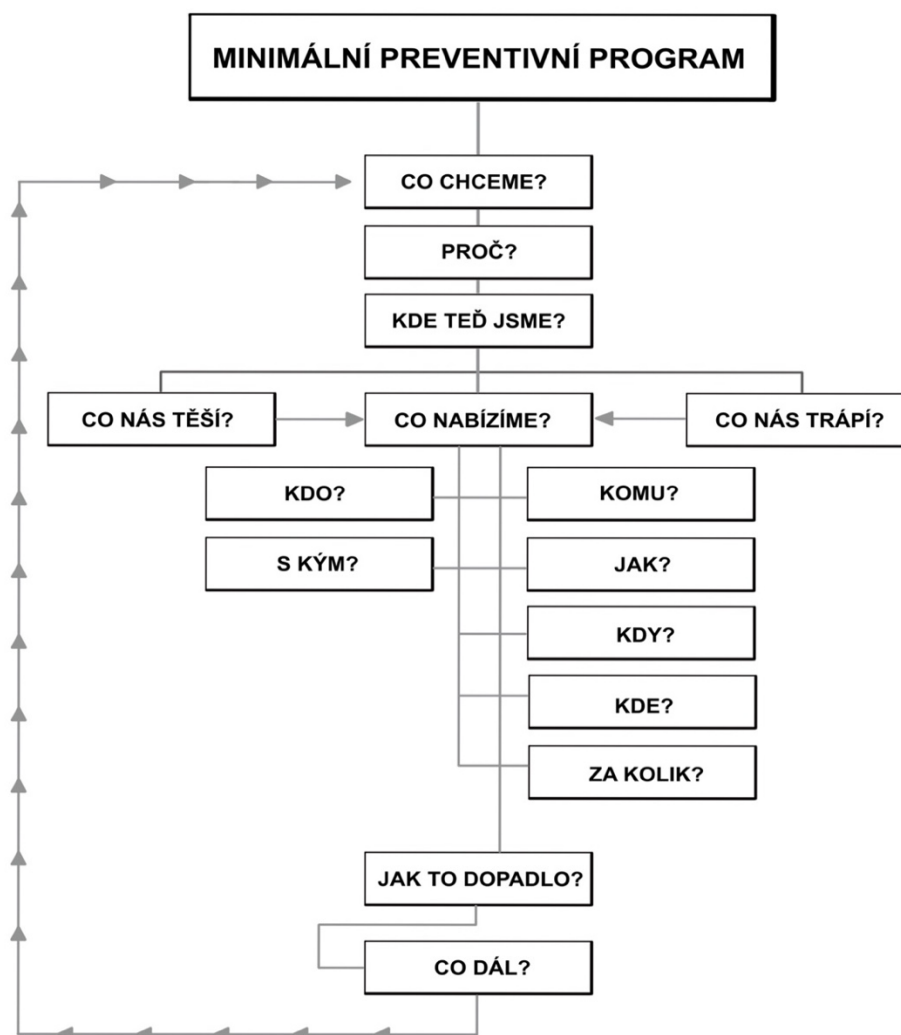 MINIMÁLNÍ PREVENTIVNÍ PROGRAM
CO CHCEME?
PROČ?
KDE TEĎ JSME?
CO NÁS TĚŠÍ?
CO NABÍZÍME?
CO NÁS TRÁPÍ?
KDO?
KOMU?
S KÝM?
JAK?
KDY?
KDE?
ZA KOLIK?
JAK TO DOPADLO?
CO DÁL?